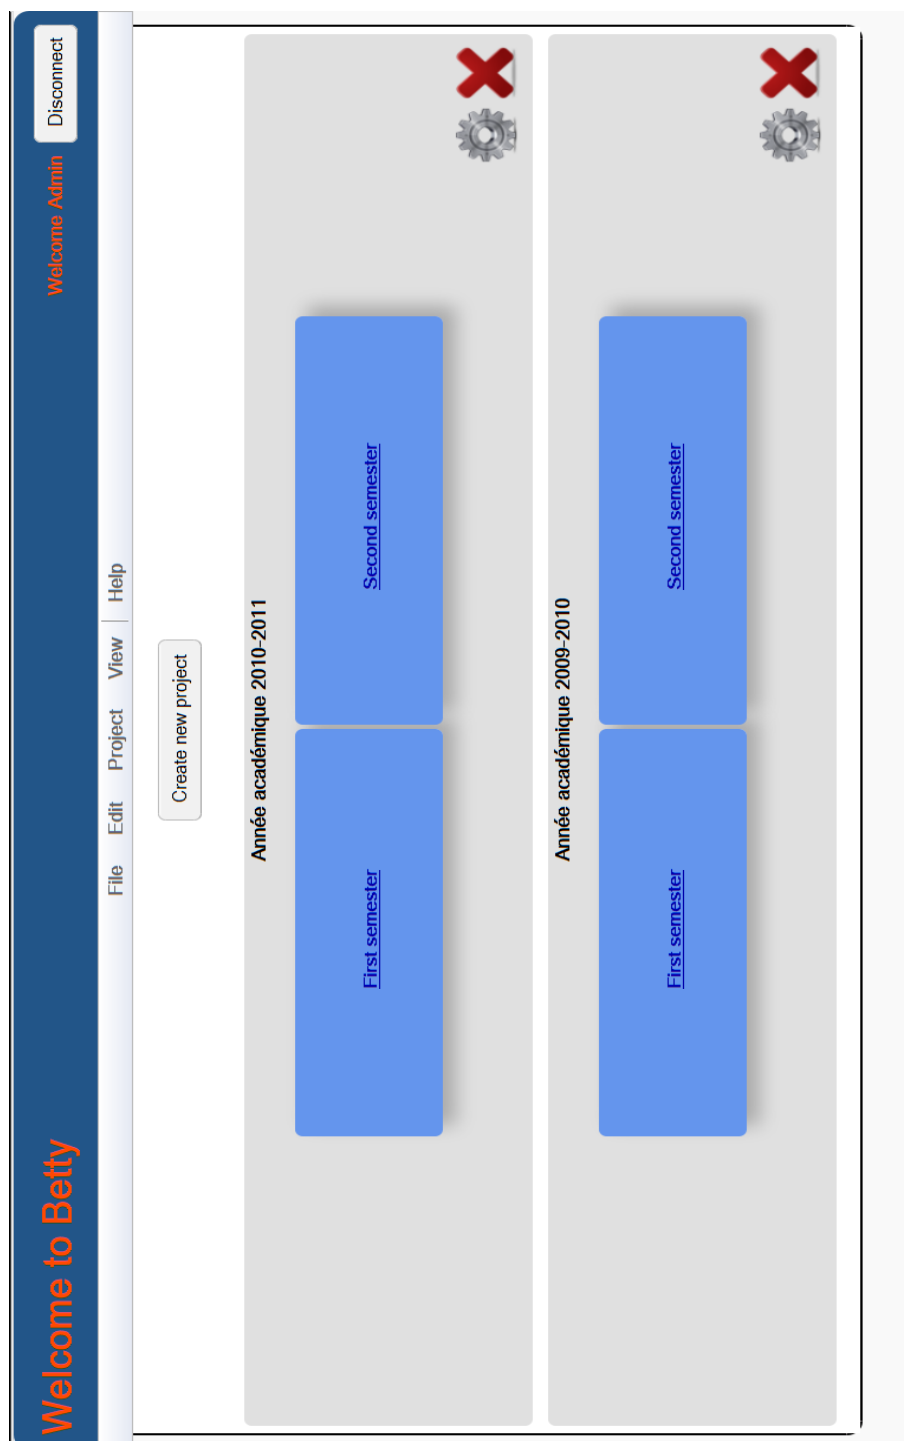 Welcome to Betty
Welcome Admin
Disconnect
File Edit Project View Help
Create new project
Année académique 2010-2011
First semester
Second semester
Année académique 2009-2010
First semester
Second semester